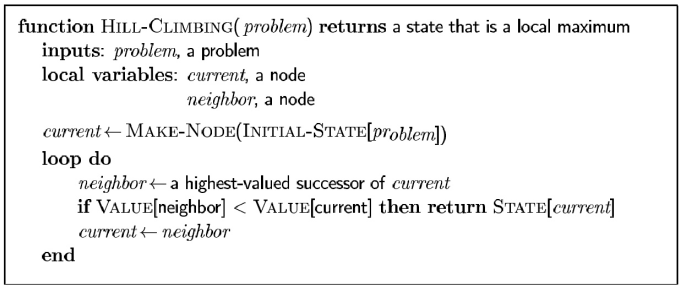 function HILL-CLIMBING( problem) returns a state that is a local maximum
inputs: problem, a problem
local variables: current, a node
neighbor, a node
current ← MAKE-NODE(INITIAL-STATE[problem])
loop do
neighbor ← a highest-valued successor of current
if VALUE[neighbor] < VALUE[current] then return STATE[current]
current ← neighbor
end